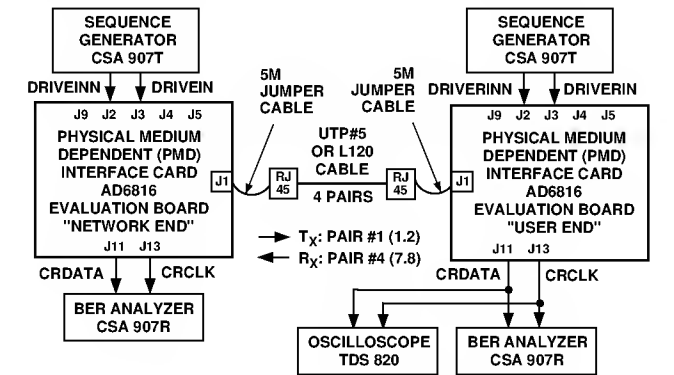 SEQUENCE
GENERATOR
CSA 907T
DRIVEINN
DRIVEIN
J9 J2 J3 J4 J5
PHYSICAL MEDIUM
DEPENDENT (PMD)
INTERFACE CARD
AD6816
EVALUATION BOARD
"NETWORK END"
J1
J11 J13
CRDATA
CRCLK
BER ANALYZER
CSA 907R
5M
JUMPER
CABLE
RJ
45
UTP#5
OR L120
CABLE
4 PAIRS
RJ
45
5M
JUMPER
CABLE
TX: PAIR #1 (1.2)
RX: PAIR #4 (7.8)
SEQUENCE
GENERATOR
CSA 907T
DRIVERINN
DRIVERIN
J9 J2 J3 J4 J5
J1
PHYSICAL MEDIUM
DEPENDENT (PMD)
INTERFACE CARD
AD6816
EVALUATION BOARD
"USER END"
J11 J13
CRDATA
CRCLK
OSCILLOSCOPE
TDS 820
BER ANALYZER
CSA 907R